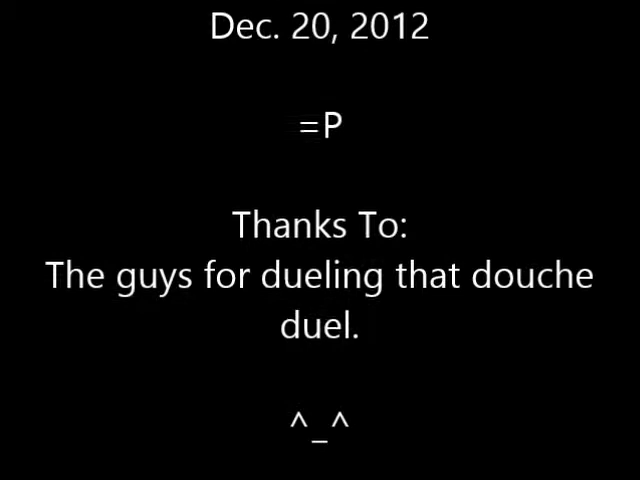 Dec. 20, 2012
=P
Thanks To:
The guys for dueling that douche
duel.
^_^